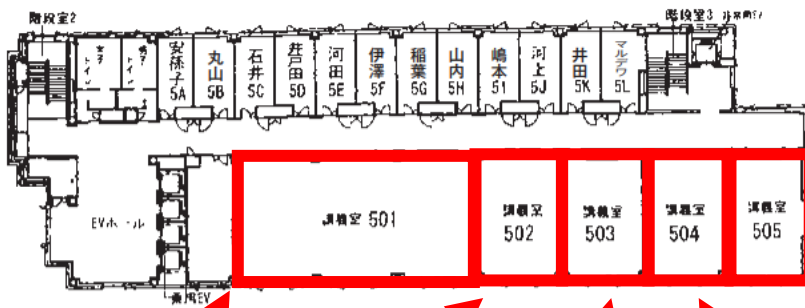 階段室2
階段室3 非常用EV
女子
トイレ
男子
トイレ
安孫子
5A
丸山
5B
石井
5C
井戸田
5D
河田
5E
伊澤
5F
稲葉
5G
山内
5H
嶋本
5I
河上
5J
井田
5K
マルデワ
5L
EVホール
乗用EV
講義室 501
講義室
502
講義室
503
講義室
504
講義室
505